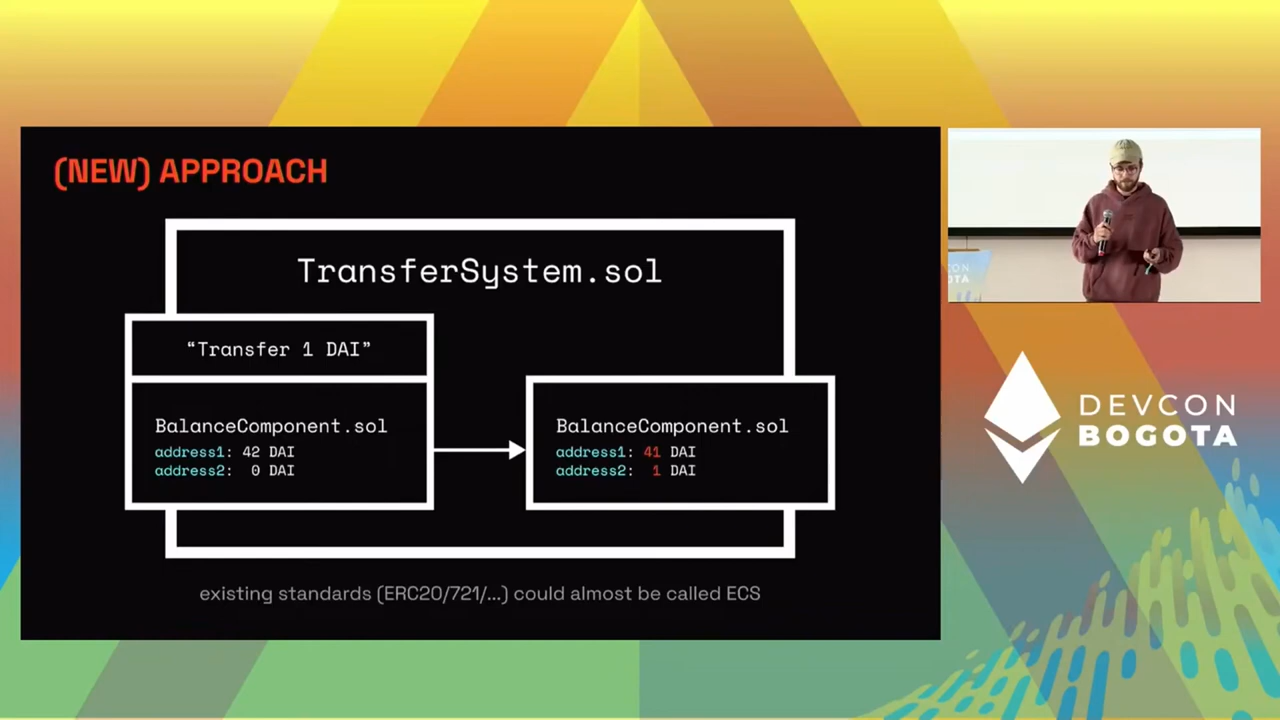 (NEW) APPROACH
TransferSystem.sol
“Transfer 1 DAI”
BalanceComponent.sol
address1: 42 DAI
address2: 0 DAI
BalanceComponent.sol
address1: 41 DAI
address2: 1 DAI
existing standards (ERC20/721/...) could almost be called ECS
DEVCON
BOGOTA